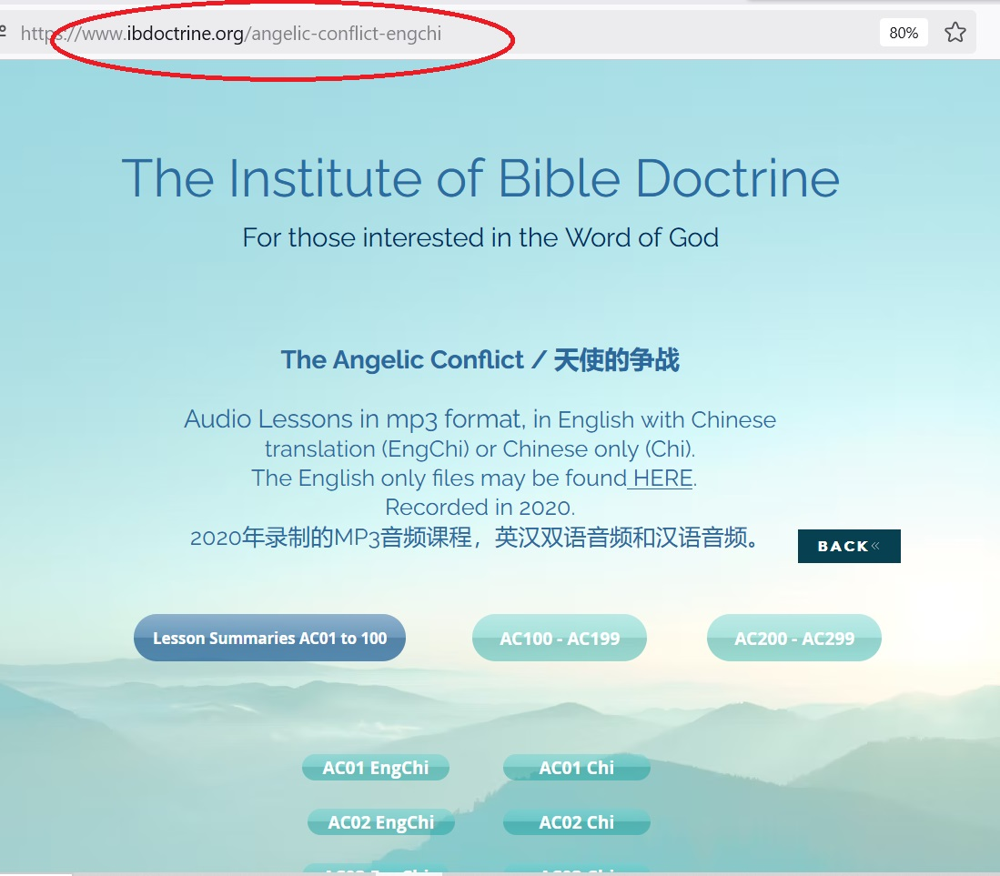 https://www.ibdoctrine.org/angelic-conflict-engchi
80%
The Institute of Bible Doctrine
For those interested in the Word of God
The Angelic Conflict / 天使的争战
Audio Lessons in mp3 format, in English with Chinese
translation (EngChi) or Chinese only (Chi).
The English only files may be found HERE.
Recorded in 2020.
2020年录制的MP3音频课程，英汉双语音频和汉语音频。
BACK«
Lesson Summaries AC01 to 100
AC100 - AC199
AC200 - AC299
AC01 EngChi
AC01 Chi
AC02 EngChi
AC02 Chi